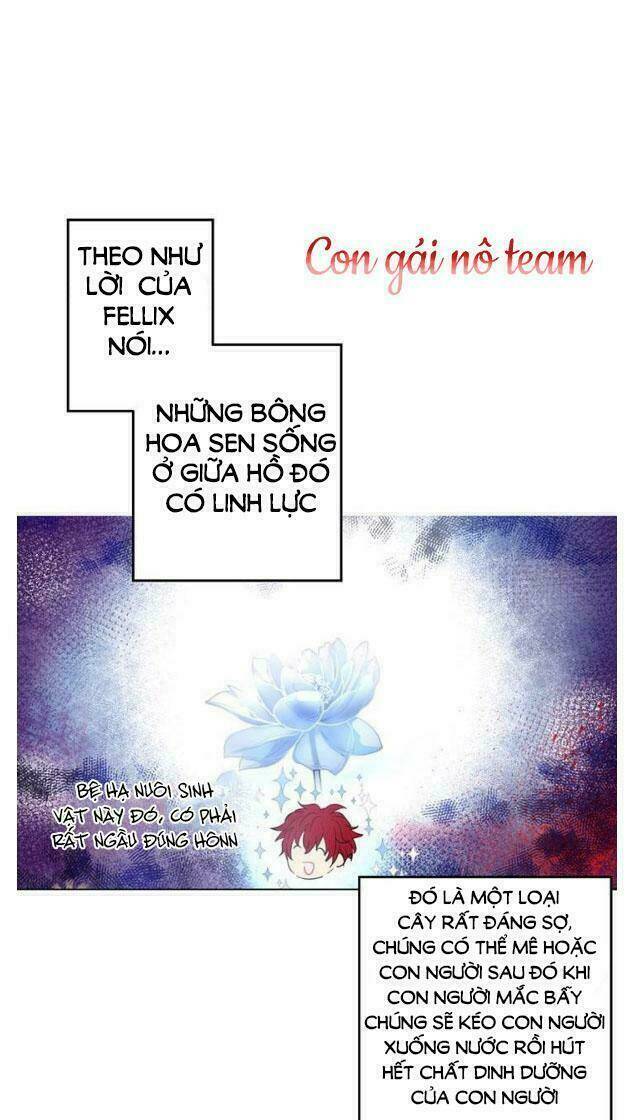 Con gái nô team
THEO NHƯ
LỜI CỦA
FELLIX
NÓI...
NHỮNG BÔNG
HOA SEN SỐNG
Ở GIỮA HỒ ĐÓ
CÓ LINH LỰC
BỆ HẠ NUÔI SINH
VẬT NÀY ĐÓ, CÓ PHẢI
RẤT NGẦU ĐÚNG HÔNN
ĐÓ LÀ MỘT LOẠI
CÂY RẤT ĐÁNG SỢ,
CHÚNG CÓ THỂ MÊ HOẶC
CON NGƯỜI SAU ĐÓ KHI
CON NGƯỜI MẮC BẪY
CHÚNG SẼ KÉO CON NGƯỜI
XUỐNG NƯỚC RỒI HÚT
HẾT CHẤT DINH DƯỠNG
CỦA CON NGƯỜI